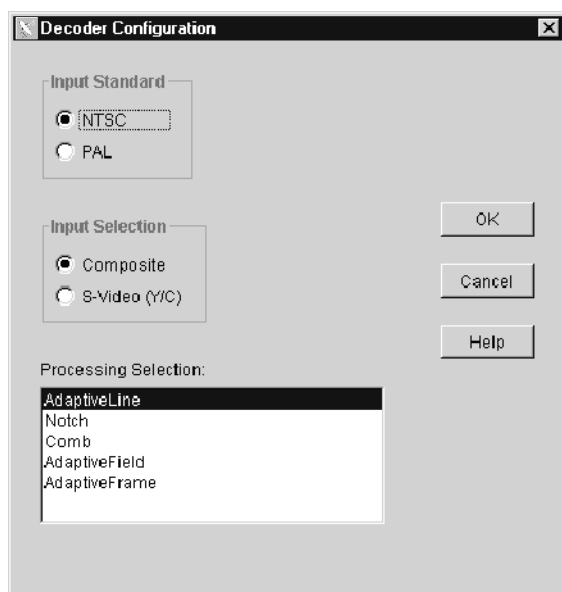 Decoder Configuration
Input Standard
NTSC
PAL
Input Selection
Composite
S-Video (Y/C)
OK
Cancel
Help
Processing Selection:
AdaptiveLine
Notch
Comb
AdaptiveField
AdaptiveFrame